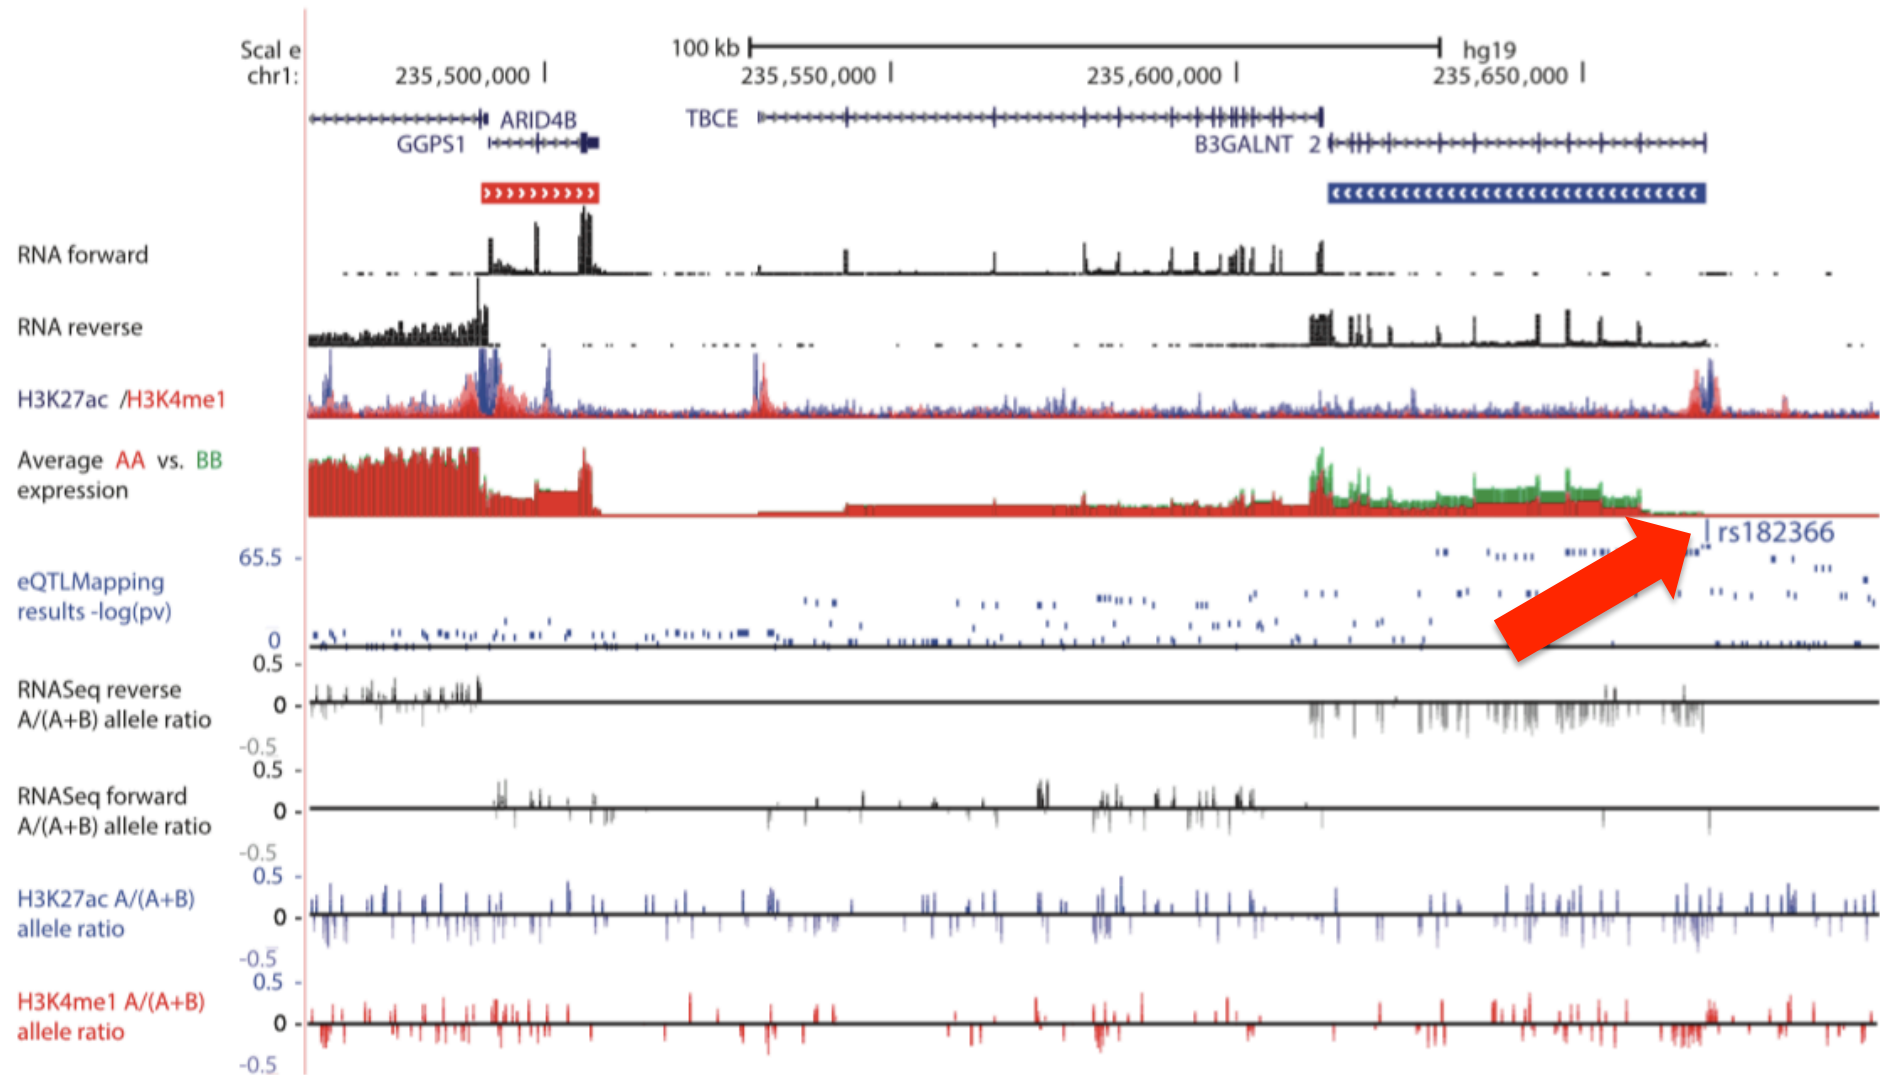 Scal e 100 kb hg19
chr1: 235,500,000 235,550,000 235,600,000 235,650,000
ARID4B TBCE
GGPS1 B3GALNT 2
RNA forward
RNA reverse
H3K27ac /H3K4me1
Average AA vs. BB
expression
rs182366
65.5 -
eQTLMapping
results -log(pv)
0
0.5 -
RNASeq reverse
A/(A+B) allele ratio
0 -
-0.5
0.5 -
RNASeq forward
A/(A+B) allele ratio
0 -
-0.5
0.5 -
H3K27ac A/(A+B)
allele ratio
0 -
-0.5
0.5 -
H3K4me1 A/(A+B)
allele ratio
0 -
-0.5